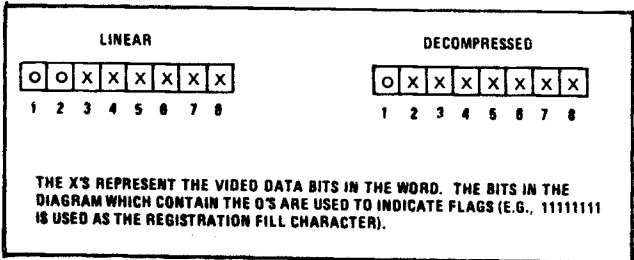 LINEAR
DECOMPRESSED
O O X X X X X X
O X X X X X X X
1 2 3 4 5 6 7 8
1 2 3 4 5 6 7 8
THE X'S REPRESENT THE VIDEO DATA BITS IN THE WORD. THE BITS IN THE
DIAGRAM WHICH CONTAIN THE O'S ARE USED TO INDICATE FLAGS (E.G., 11111111
IS USED AS THE REGISTRATION FILL CHARACTER).